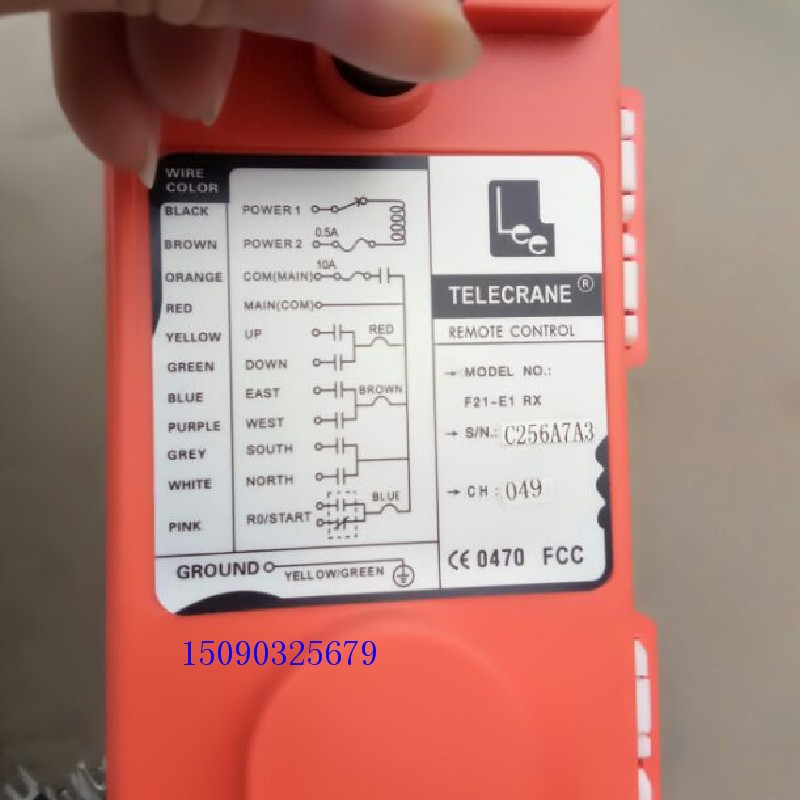 WIRE
COLOR
BLACK POWER 1
BROWN POWER 2 0.5A
ORANGE COM(MAIN) 10A
RED MAIN(COM)
YELLOW UP RED
GREEN DOWN
BLUE EAST BROWN
PURPLE WEST
GREY SOUTH
WHITE NORTH
PINK R0/START BLUE
GROUND YELLOW/GREEN
Lee
TELECRANE ®
REMOTE CONTROL
→ MODEL NO.:
F21-E1 RX
→ S/N.: C256A7A3
→ CH: 049
CE 0470 FCC
15090325679